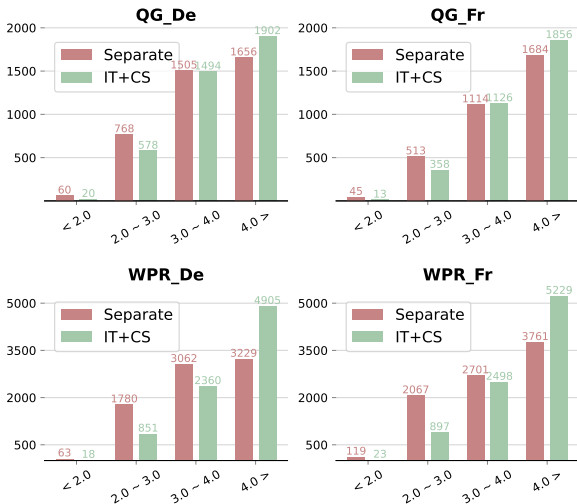 QG_De
2000
1500
1000
500
Separate
IT+CS
60
20
768
578
1505
1494
1656
1902
< 2.0
2.0 ~ 3.0
3.0 ~ 4.0
4.0 >
QG_Fr
2000
1500
1000
500
Separate
IT+CS
45
13
513
358
1114
1126
1684
1856
< 2.0
2.0 ~ 3.0
3.0 ~ 4.0
4.0 >
WPR_De
5000
3500
2000
500
Separate
IT+CS
63
18
1780
851
3062
2360
3229
4905
< 2.0
2.0 ~ 3.0
3.0 ~ 4.0
4.0 >
WPR_Fr
5000
3500
2000
500
Separate
IT+CS
119
23
2067
897
2701
2498
3761
5229
< 2.0
2.0 ~ 3.0
3.0 ~ 4.0
4.0 >